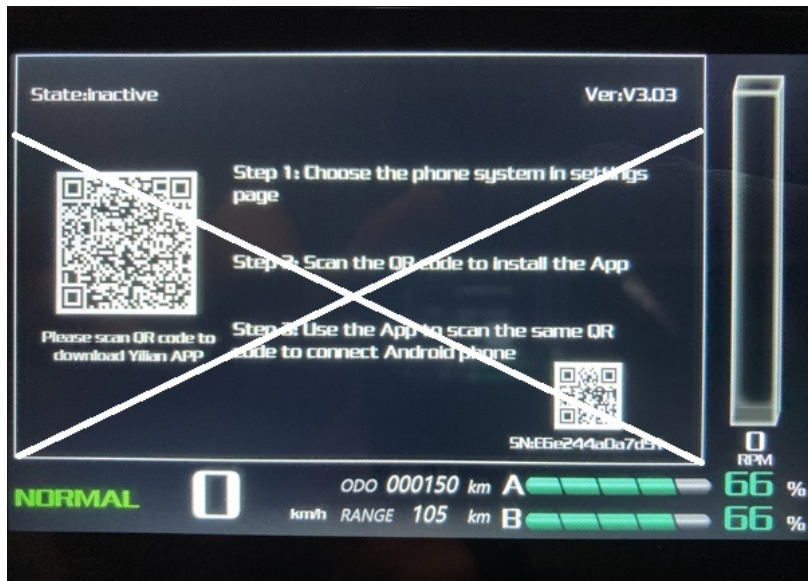 State:Inactive
Ver:V3.03
Step 1: Choose the phone system in settings
page
Step 2: Scan the QR code to install the App
Please scan QR code to
download Yilian APP
Step 3: Use the App to scan the same QR
code to connect Android phone
NORMAL
0
km/h
ODO 000150 km
RANGE 105 km
A
66 %
B
66 %
0
RPM